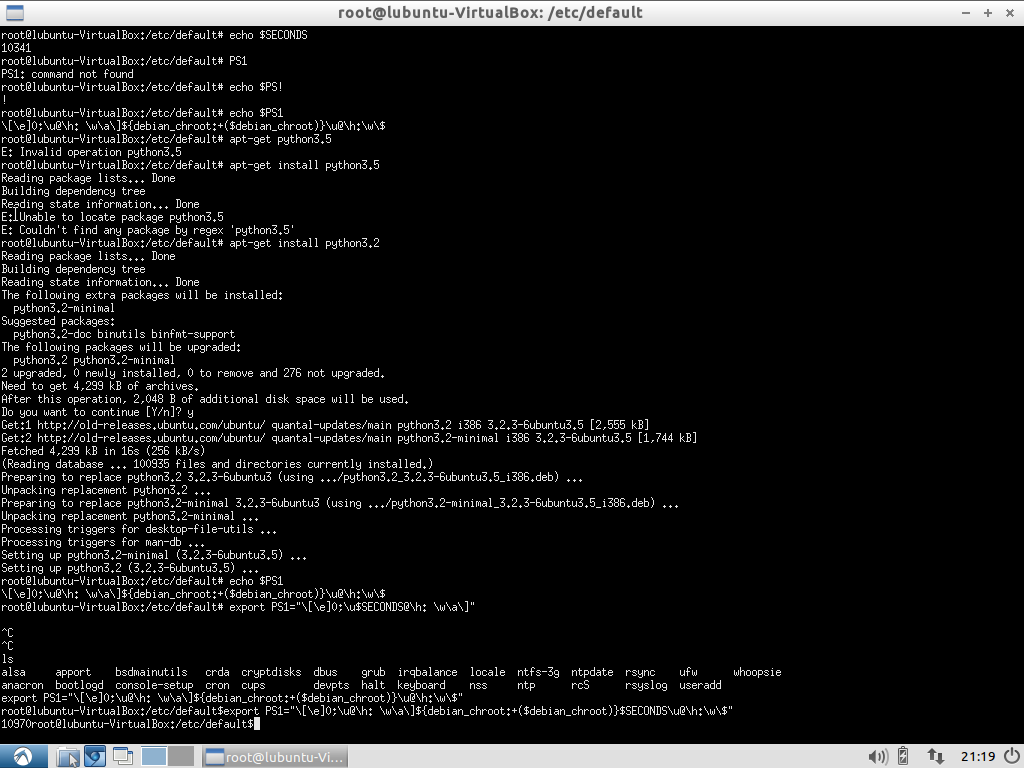 root@lubuntu-VirtualBox: /etc/default
root@lubuntu-VirtualBox:/etc/default# echo $SECONDS
10341
root@lubuntu-VirtualBox:/etc/default# PS1
PS1: command not found
root@lubuntu-VirtualBox:/etc/default# echo $PS!
!
root@lubuntu-VirtualBox:/etc/default# echo $PS1
\[\e]0;\u@\h: \w\a\]${debian_chroot:+($debian_chroot)}\u@\h:\w\$
root@lubuntu-VirtualBox:/etc/default# apt-get python3.5
E: Invalid operation python3.5
root@lubuntu-VirtualBox:/etc/default# apt-get install python3.5
Reading package lists... Done
Building dependency tree
Reading state information... Done
E: Unable to locate package python3.5
E: Couldn't find any package by regex 'python3.5'
root@lubuntu-VirtualBox:/etc/default# apt-get install python3.2
Reading package lists... Done
Building dependency tree
Reading state information... Done
The following extra packages will be installed:
  python3.2-minimal
Suggested packages:
  python3.2-doc binutils binfmt-support
The following packages will be upgraded:
  python3.2 python3.2-minimal
2 upgraded, 0 newly installed, 0 to remove and 276 not upgraded.
Need to get 4,299 kB of archives.
After this operation, 2,048 B of additional disk space will be used.
Do you want to continue [Y/n]? y
Get:1 http://old-releases.ubuntu.com/ubuntu/ quantal-updates/main python3.2 i386 3.2.3-6ubuntu3.5 [2,555 kB]
Get:2 http://old-releases.ubuntu.com/ubuntu/ quantal-updates/main python3.2-minimal i386 3.2.3-6ubuntu3.5 [1,744 kB]
Fetched 4,299 kB in 16s (256 kB/s)
(Reading database ... 100935 files and directories currently installed.)
Preparing to replace python3.2 3.2.3-6ubuntu3 (using .../python3.2_3.2.3-6ubuntu3.5_i386.deb) ...
Unpacking replacement python3.2 ...
Preparing to replace python3.2-minimal 3.2.3-6ubuntu3 (using .../python3.2-minimal_3.2.3-6ubuntu3.5_i386.deb) ...
Unpacking replacement python3.2-minimal ...
Processing triggers for desktop-file-utils ...
Processing triggers for man-db ...
Setting up python3.2-minimal (3.2.3-6ubuntu3.5) ...
Setting up python3.2 (3.2.3-6ubuntu3.5) ...
root@lubuntu-VirtualBox:/etc/default# echo $PS1
\[\e]0;\u@\h: \w\a\]${debian_chroot:+($debian_chroot)}\u@\h:\w\$
root@lubuntu-VirtualBox:/etc/default# export PS1="\[\e]0;\u$SECONDS@\h: \w\a\]"
^C
^C
ls
alsa     apport    bsdmainutils   crda  cryptdisks  dbus    grub  irqbalance  locale  ntfs-3g  ntpdate  rsync    ufw      whoopsie
anacron  bootlogd  console-setup  cron  cups        devpts  halt  keyboard    nss     ntp      rcS      rsyslog  useradd
export PS1="\[\e]0;\u@\h: \w\a\]${debian_chroot:+($debian_chroot)}\u@\h:\w\$"
root@lubuntu-VirtualBox:/etc/default$export PS1="\[\e]0;\u@\h: \w\a\]${debian_chroot:+($debian_chroot)}$SECONDS\u@\h:\w\$"
10970root@lubuntu-VirtualBox:/etc/default$
root@lubuntu-Vi...
21:19